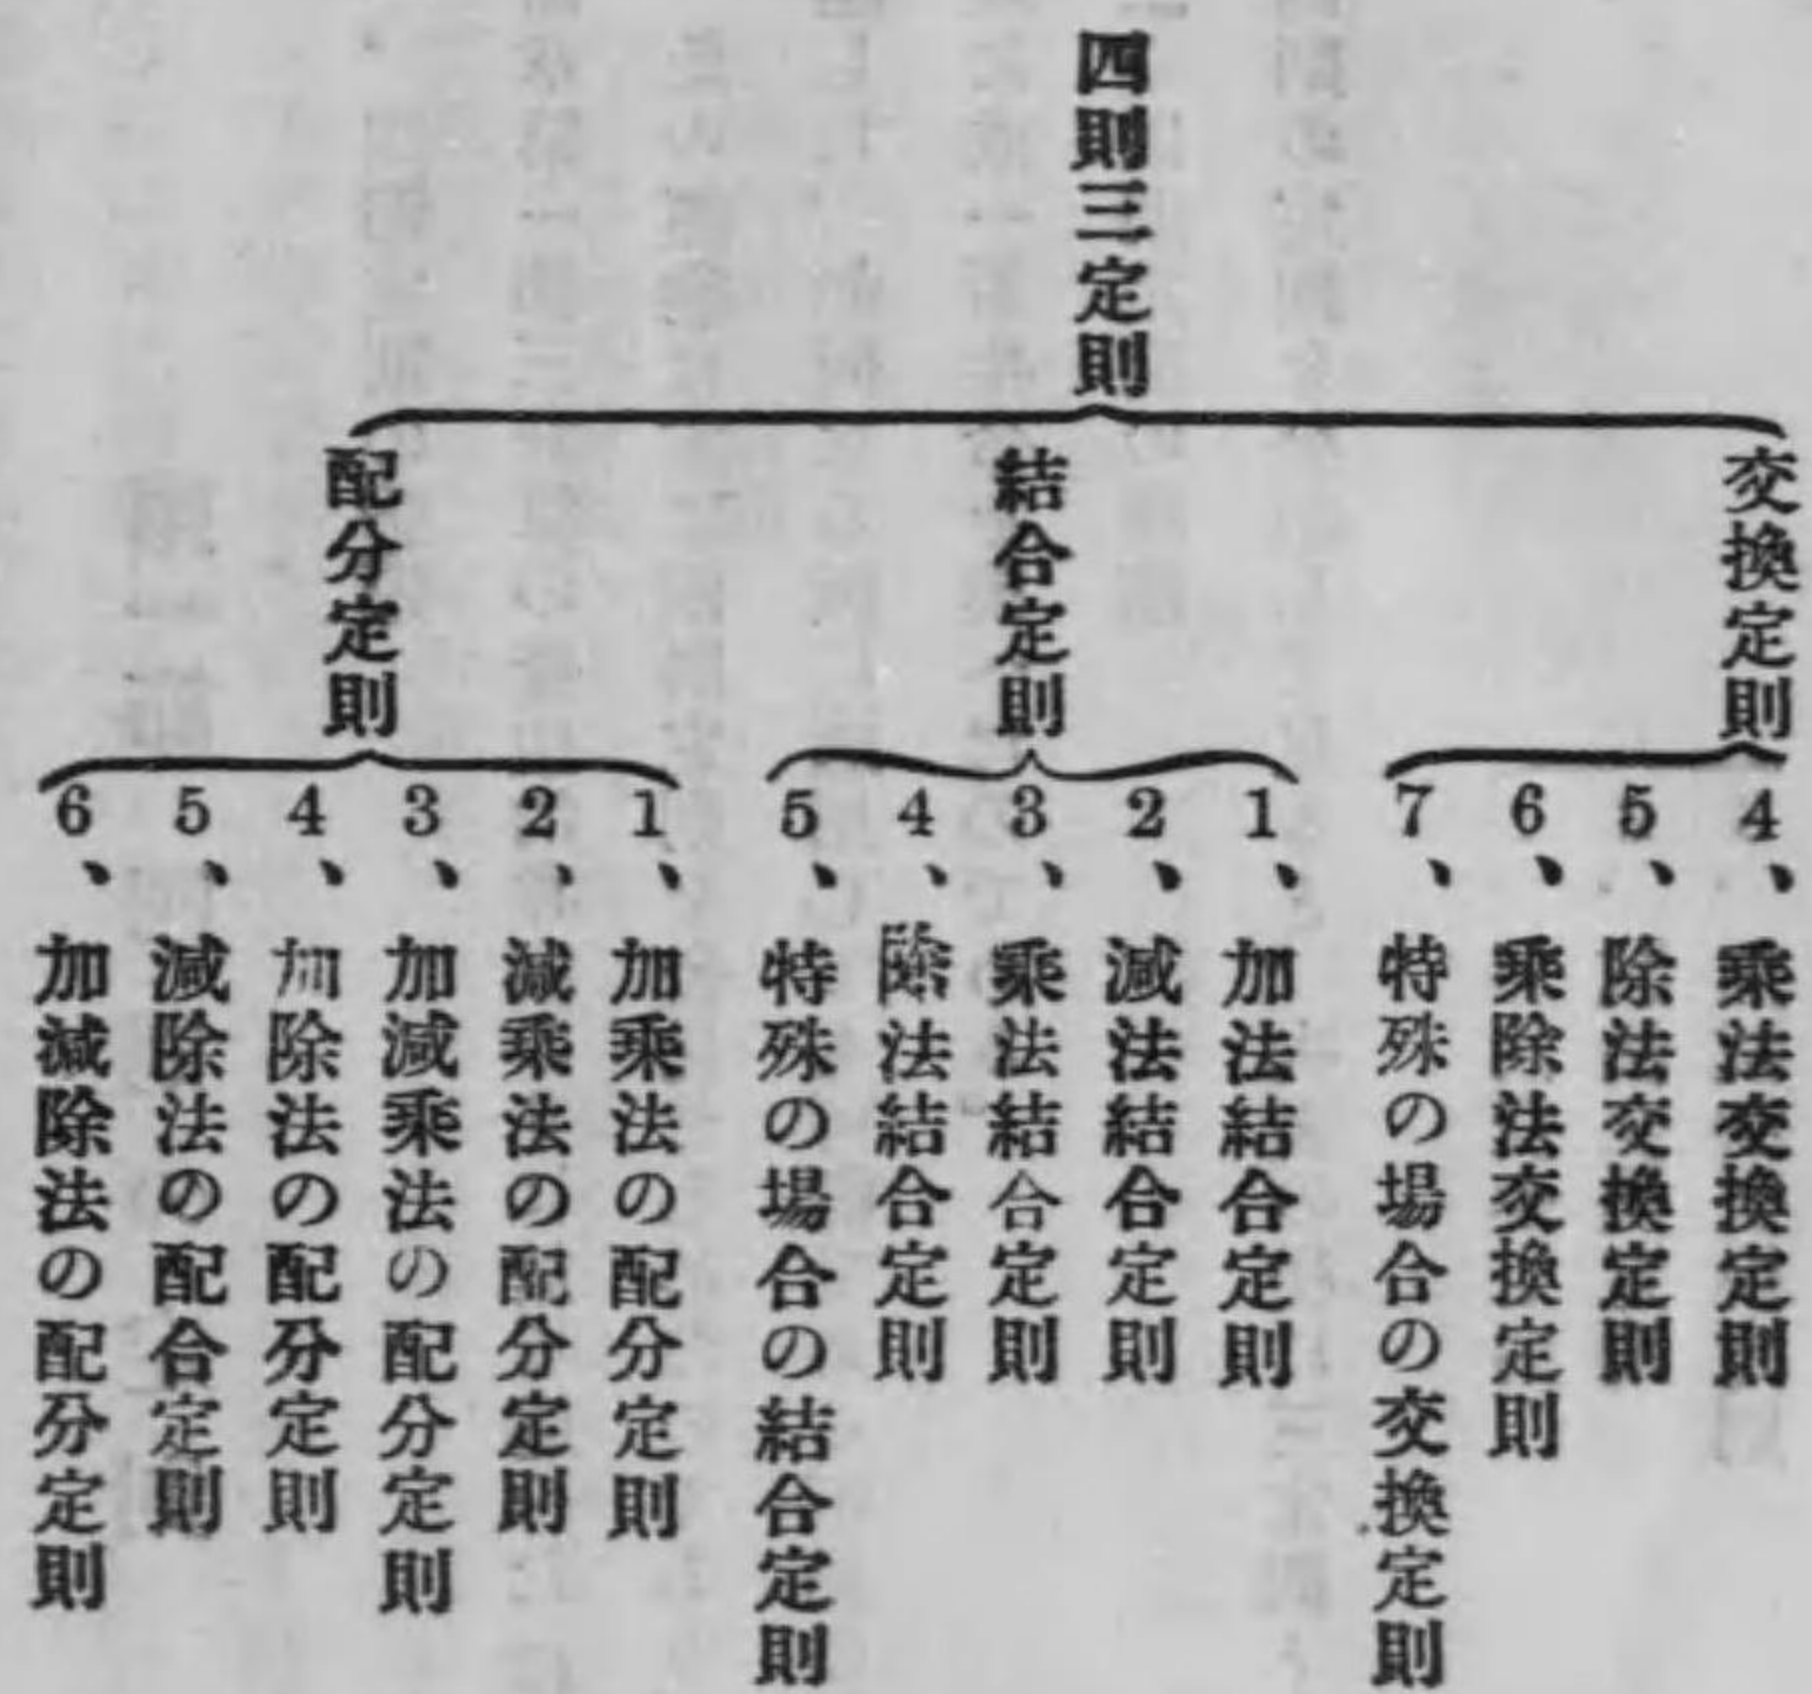 四則三定則
交換定則
4、乗法交換定則
5、除法交換定則
6、乗除法交換定則
7、特殊の場合の交換定則
結合定則
1、加法結合定則
2、減法結合定則
3、乗法結合定則
4、除法結合定則
5、特殊の場合の結合定則
配分定則
1、加乗法の配分定則
2、減乗法の配分定則
3、加減乗法の配分定則
4、加除法の配分定則
5、減除法の配合定則
6、加減除法の配分定則